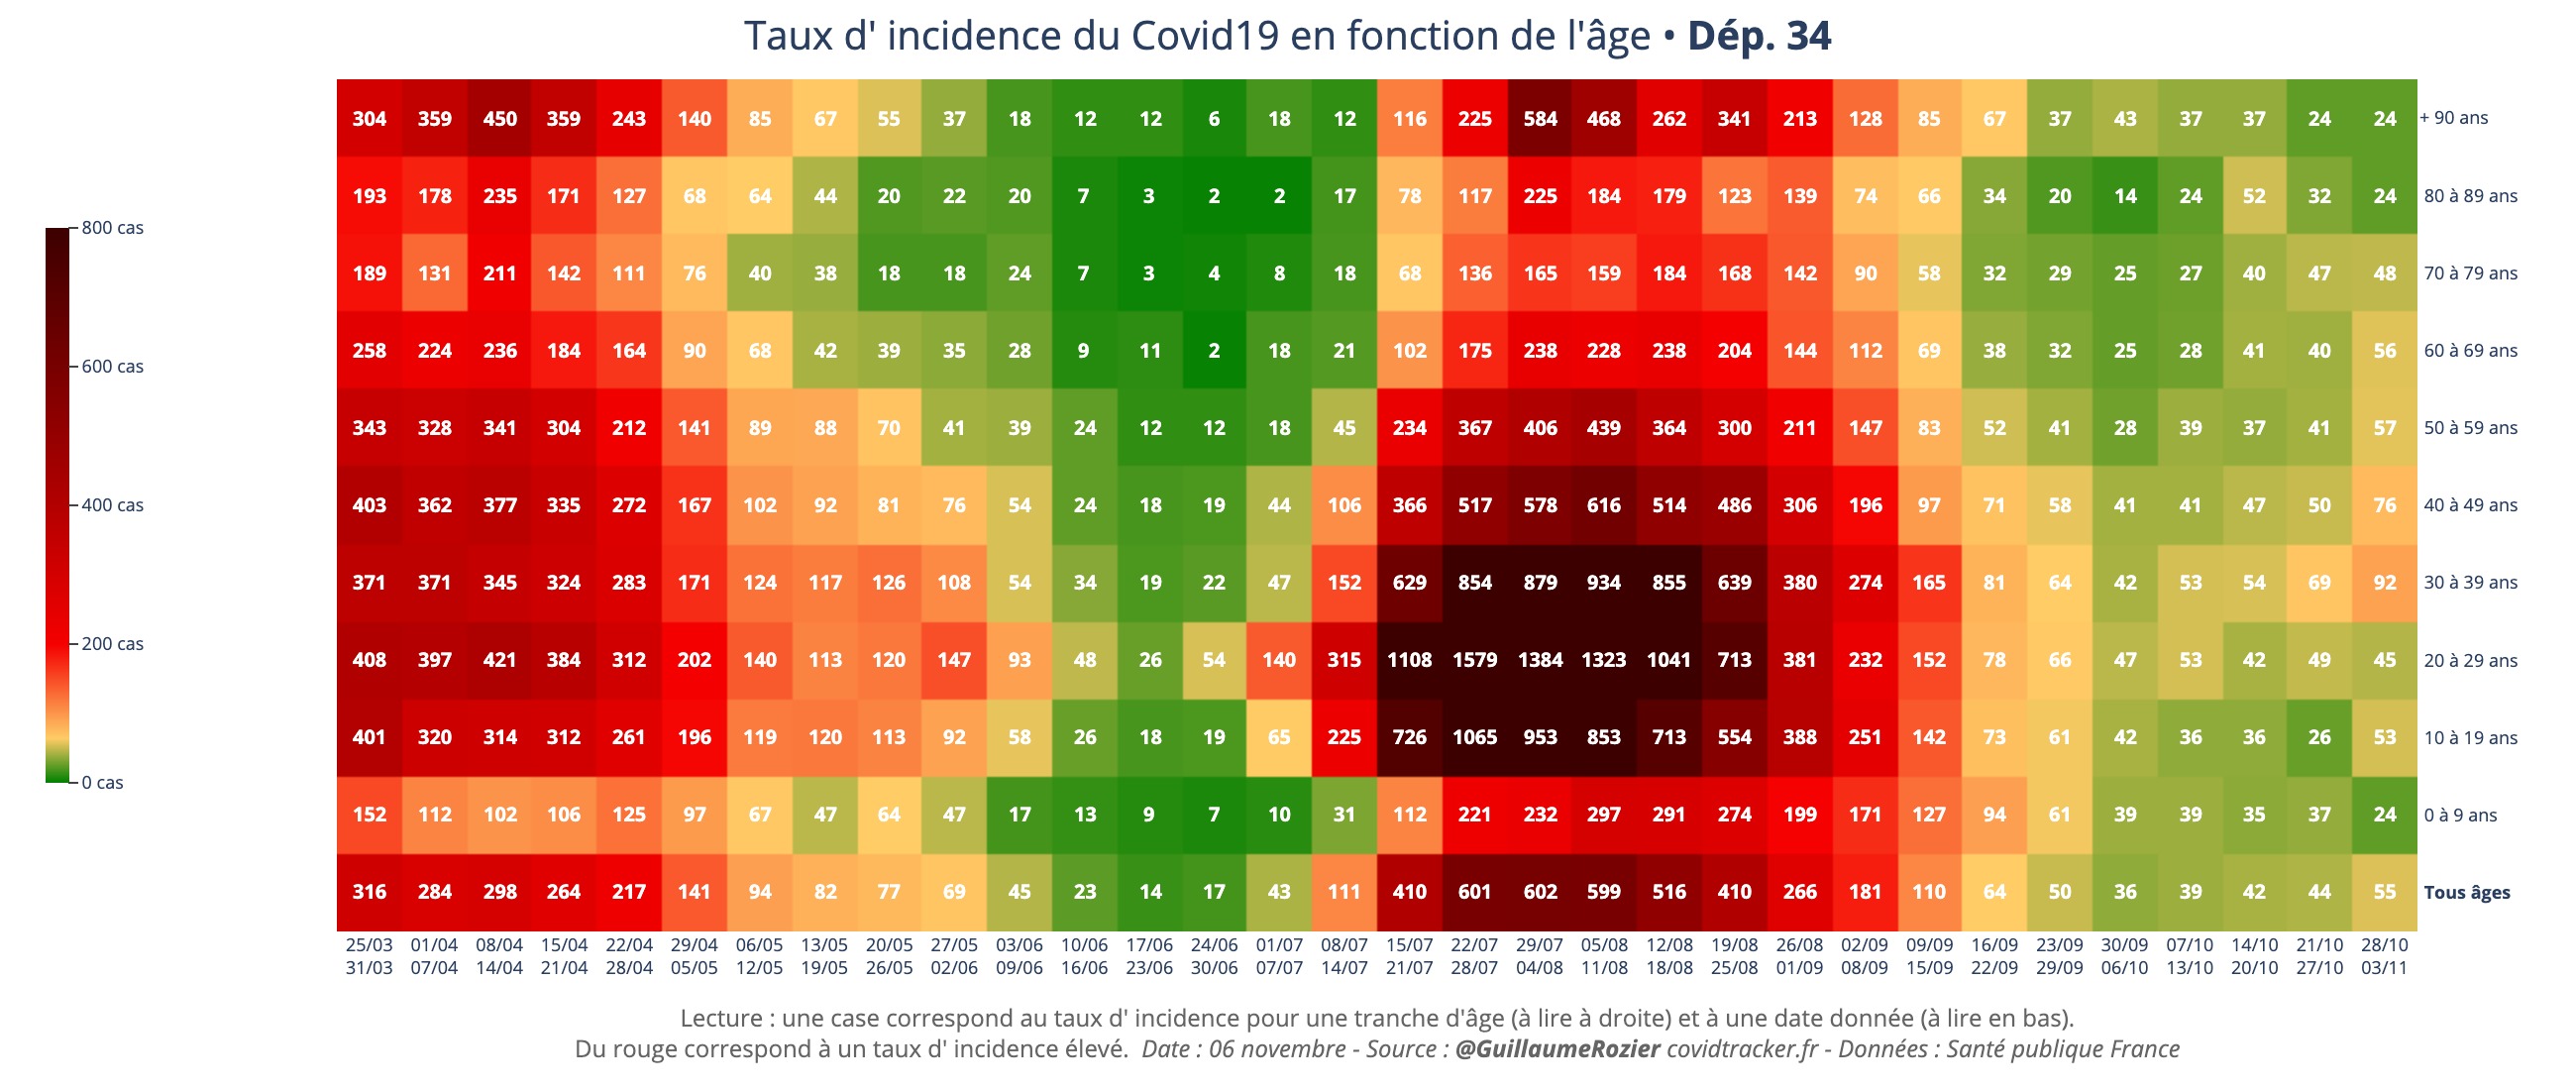 Taux d' incidence du Covid19 en fonction de l'âge • Dép. 34
800 cas
600 cas
400 cas
200 cas
0 cas
304 359 450 359 243 140 85 67 55 37 18 12 12 6 18 12 116 225 584 468 262 341 213 128 85 67 37 43 37 37 24 24 + 90 ans
193 178 235 171 127 68 64 44 20 22 20 7 3 2 2 17 78 117 225 184 179 123 139 74 66 34 20 14 24 52 32 24 80 à 89 ans
189 131 211 142 111 76 40 38 18 18 24 7 3 4 8 18 68 136 165 159 184 168 142 90 58 32 29 25 27 40 47 48 70 à 79 ans
258 224 236 184 164 90 68 42 39 35 28 9 11 2 18 21 102 175 238 228 238 204 144 112 69 38 32 25 28 41 40 56 60 à 69 ans
343 328 341 304 212 141 89 88 70 41 39 24 12 12 18 45 234 367 406 439 364 300 211 147 83 52 41 28 39 37 41 57 50 à 59 ans
403 362 377 335 272 167 102 92 81 76 54 24 18 19 44 106 366 517 578 616 514 486 306 196 97 71 58 41 41 47 50 76 40 à 49 ans
371 371 345 324 283 171 124 117 126 108 54 34 19 22 47 152 629 854 879 934 855 639 380 274 165 81 64 42 53 54 69 92 30 à 39 ans
408 397 421 384 312 202 140 113 120 147 93 48 26 54 140 315 1108 1579 1384 1323 1041 713 381 232 152 78 66 47 53 42 49 45 20 à 29 ans
401 320 314 312 261 196 119 120 113 92 58 26 18 19 65 225 726 1065 953 853 713 554 388 251 142 73 61 42 36 36 26 53 10 à 19 ans
152 112 102 106 125 97 67 47 64 47 17 13 9 7 10 31 112 221 232 297 291 274 199 171 127 94 61 39 39 35 37 24 0 à 9 ans
316 284 298 264 217 141 94 82 77 69 45 23 14 17 43 111 410 601 602 599 516 410 266 181 110 64 50 36 39 42 44 55 Tous âges
25/03 01/04 08/04 15/04 22/04 29/04 06/05 13/05 20/05 27/05 03/06 10/06 17/06 24/06 01/07 08/07 15/07 22/07 29/07 05/08 12/08 19/08 26/08 02/09 09/09 16/09 23/09 30/09 07/10 14/10 21/10 28/10
31/03 07/04 14/04 21/04 28/04 05/05 12/05 19/05 26/05 02/06 09/06 16/06 23/06 30/06 07/07 14/07 21/07 28/07 04/08 11/08 18/08 25/08 01/09 08/09 15/09 22/09 29/09 06/10 13/10 20/10 27/10 03/11
Lecture : une case correspond au taux d' incidence pour une tranche d'âge (à lire à droite) et à une date donnée (à lire en bas).
Du rouge correspond à un taux d' incidence élevé. Date : 06 novembre - Source : @GuillaumeRozier covidtracker.fr - Données : Santé publique France